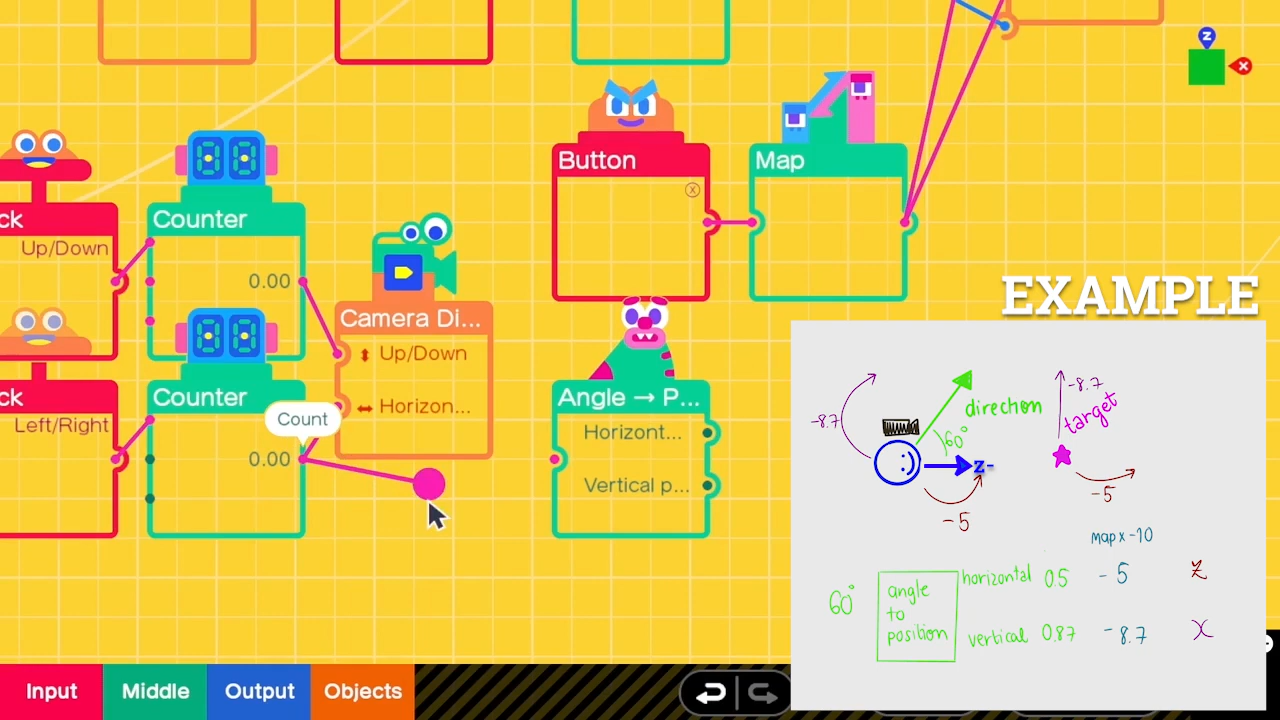 z
x
Button
Map
x
ck
Counter
Up/Down
0.00
Camera Di...
Up/Down
Horizon...
ck
Counter
Left/Right
Count
0.00
Angle → P...
Horizont...
Vertical p...
EXAMPLE
-8.7
direction
60°
z-
-5
-8.7
target
-5
map x -10
60°
angle
to
position
horizontal 0.5 -5 z
vertical 0.87 -8.7 X
Input
Middle
Output
Objects